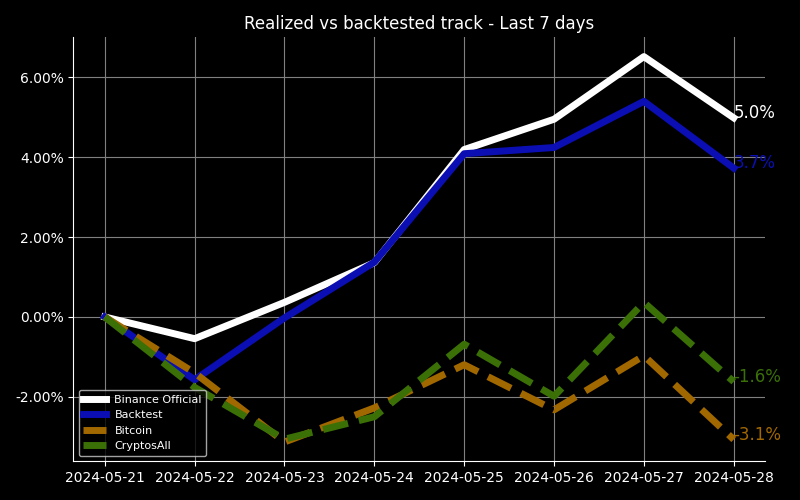 Realized vs backtested track - Last 7 days
6.00%
4.00%
2.00%
0.00%
-2.00%
5.0%
3.7%
-1.6%
-3.1%
Binance Official
Backtest
Bitcoin
CryptosAll
2024-05-21 2024-05-22 2024-05-23 2024-05-24 2024-05-25 2024-05-26 2024-05-27 2024-05-28